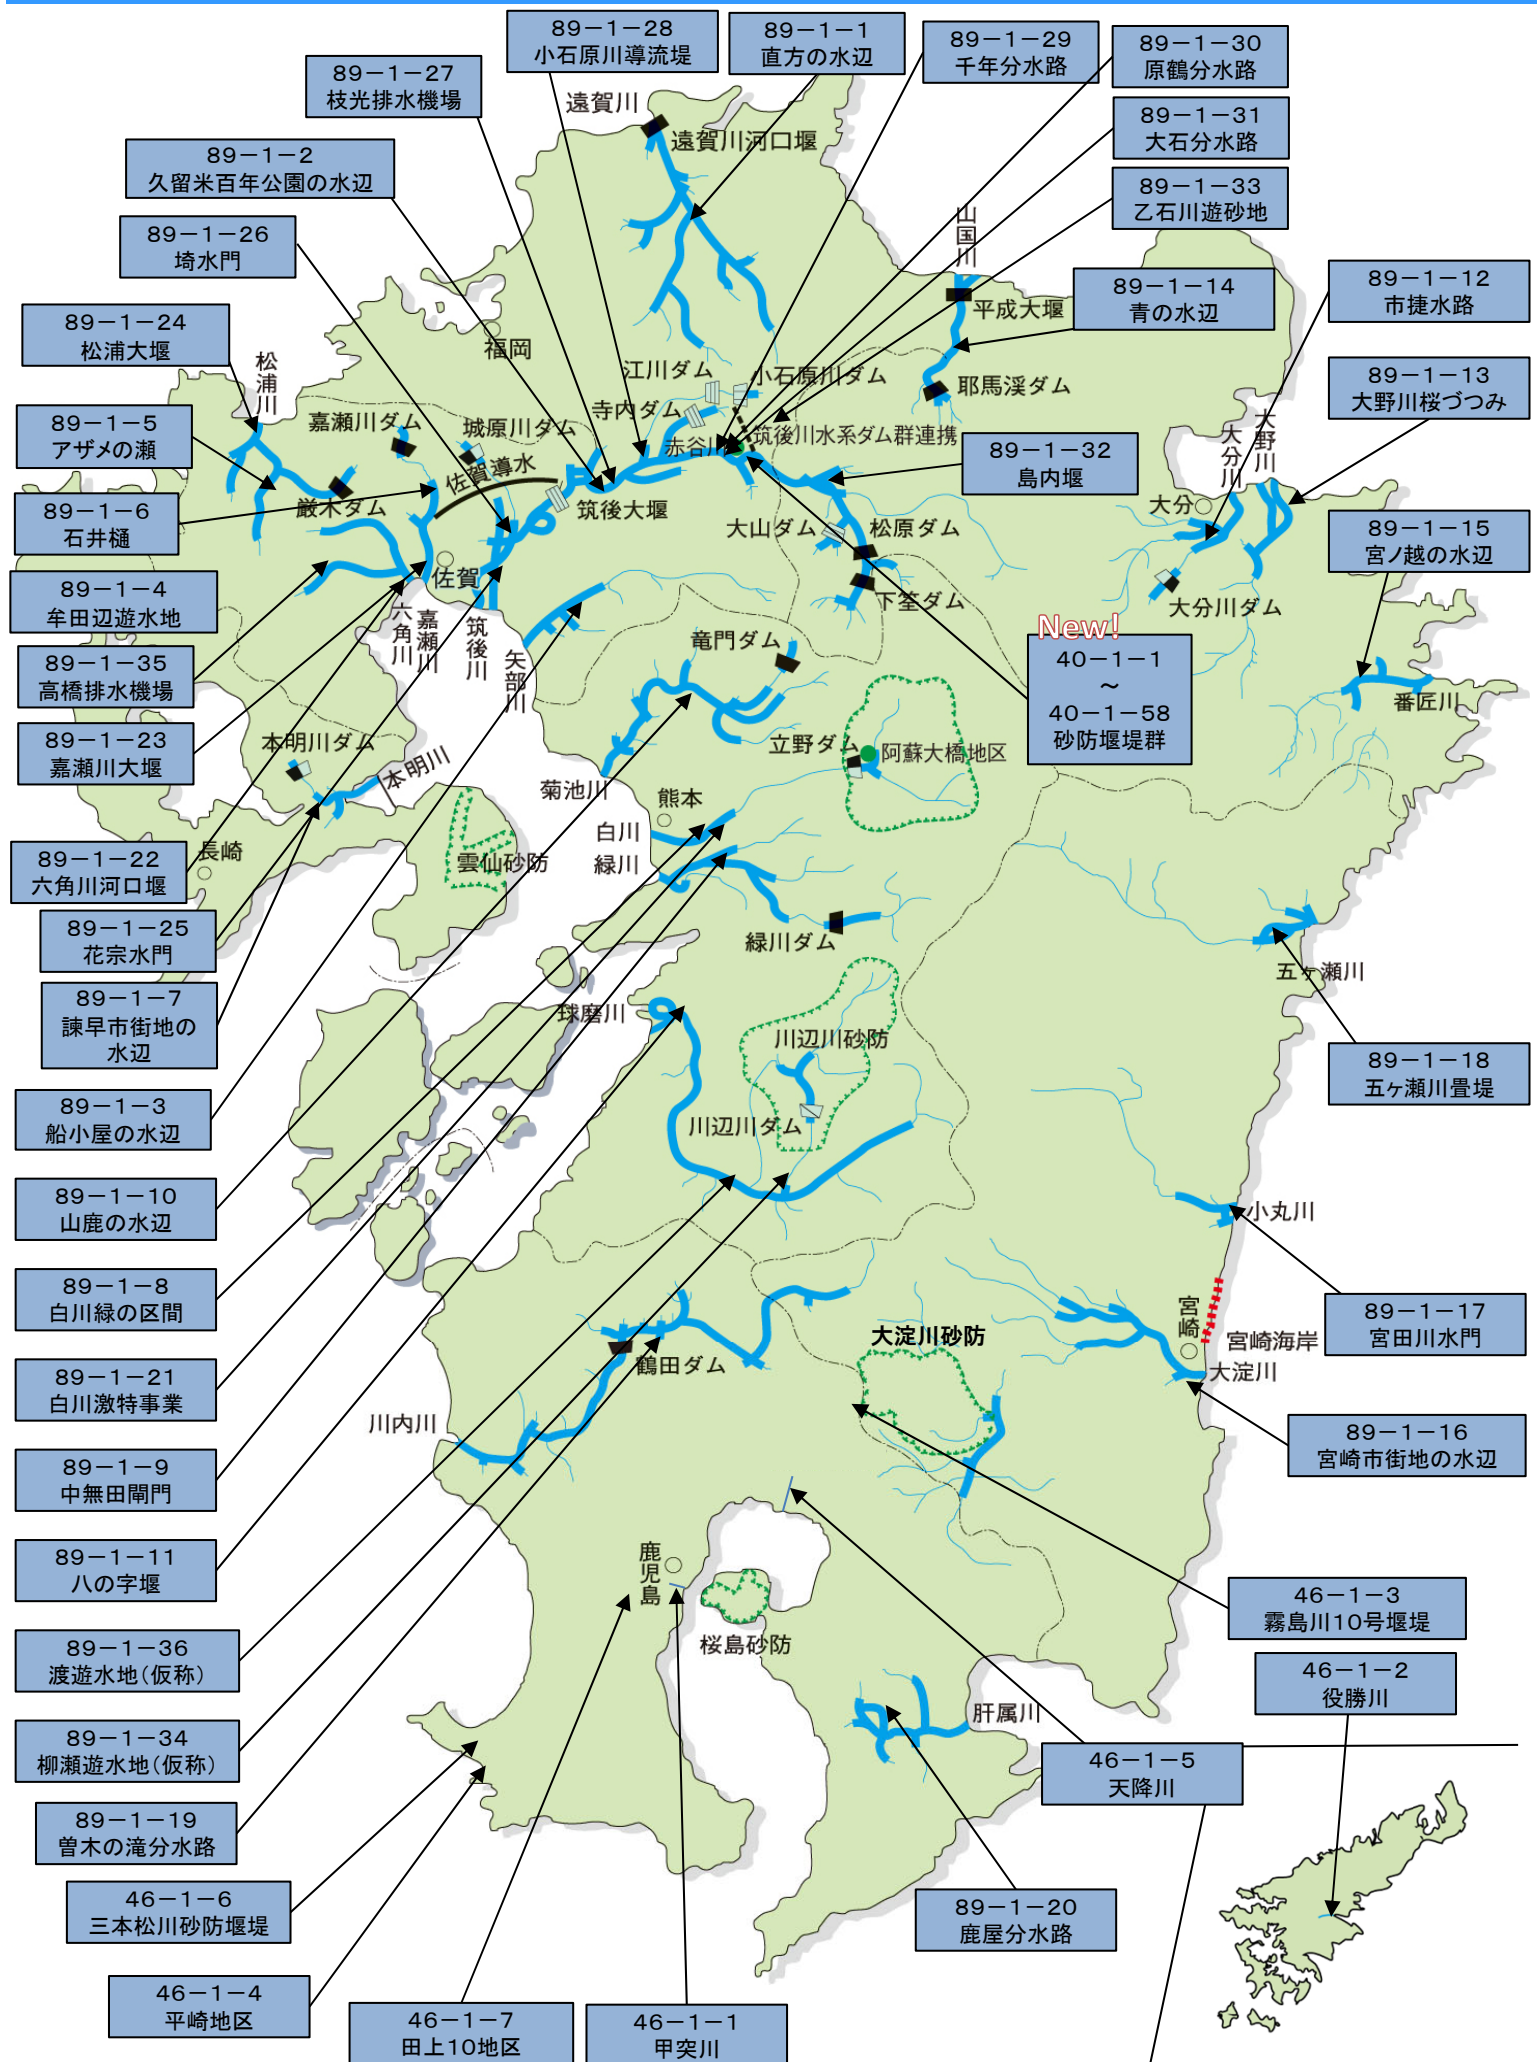 89－1－28
小石原川導流堤
89－1－1
直方の水辺
89－1－29
千年分水路
89－1－30
原鶴分水路
89－1－27
枝光排水機場
遠賀川
遠賀川河口堰
89－1－31
大石分水路
89－1－2
久留米百年公園の水辺
89－1－33
乙石川遊砂地
89－1－26
埼水門
山国川
89－1－14
青の水辺
89－1－12
市捷水路
平成大堰
89－1－24
松浦大堰
福岡
松浦川
江川ダム
小石原川ダム
耶馬渓ダム
89－1－13
大野川桜づつみ
89－1－5
アザメの瀬
嘉瀬川ダム
城原川ダム
寺内ダム
赤谷川
筑後川水系ダム群連携
大野川
大分川
89－1－32
島内堰
佐賀導水
89－1－6
石井樋
厳木ダム
筑後大堰
大分
大山ダム
松原ダム
89－1－15
宮ノ越の水辺
佐賀
89－1－4
牟田辺遊水地
下筌ダム
大分川ダム
六角川
嘉瀬川
筑後川
矢部川
竜門ダム
New!
40－1－1
～
40－1－58
砂防堰堤群
89－1－35
高橋排水機場
番匠川
89－1－23
嘉瀬川大堰
本明川ダム
本明川
立野ダム
阿蘇大橋地区
菊池川
熊本
白川
緑川
89－1－22
六角川河口堰
長崎
雲仙砂防
89－1－25
花宗水門
緑川ダム
五ヶ瀬川
89－1－7
諫早市街地の
水辺
球磨川
川辺川砂防
89－1－18
五ヶ瀬川畳堤
89－1－3
船小屋の水辺
川辺川ダム
89－1－10
山鹿の水辺
小丸川
89－1－8
白川緑の区間
宮崎
89－1－17
宮田川水門
宮崎海岸
大淀川砂防
鶴田ダム
大淀川
89－1－21
白川激特事業
川内川
89－1－16
宮崎市街地の水辺
89－1－9
中無田閘門
89－1－11
八の字堰
鹿児島
46－1－3
霧島川10号堰堤
89－1－36
渡遊水地（仮称）
桜島砂防
46－1－2
役勝川
肝属川
89－1－34
柳瀬遊水地（仮称）
46－1－5
天降川
89－1－19
曽木の滝分水路
46－1－6
三本松川砂防堰堤
89－1－20
鹿屋分水路
46－1－4
平崎地区
46－1－7
田上10地区
46－1－1
甲突川